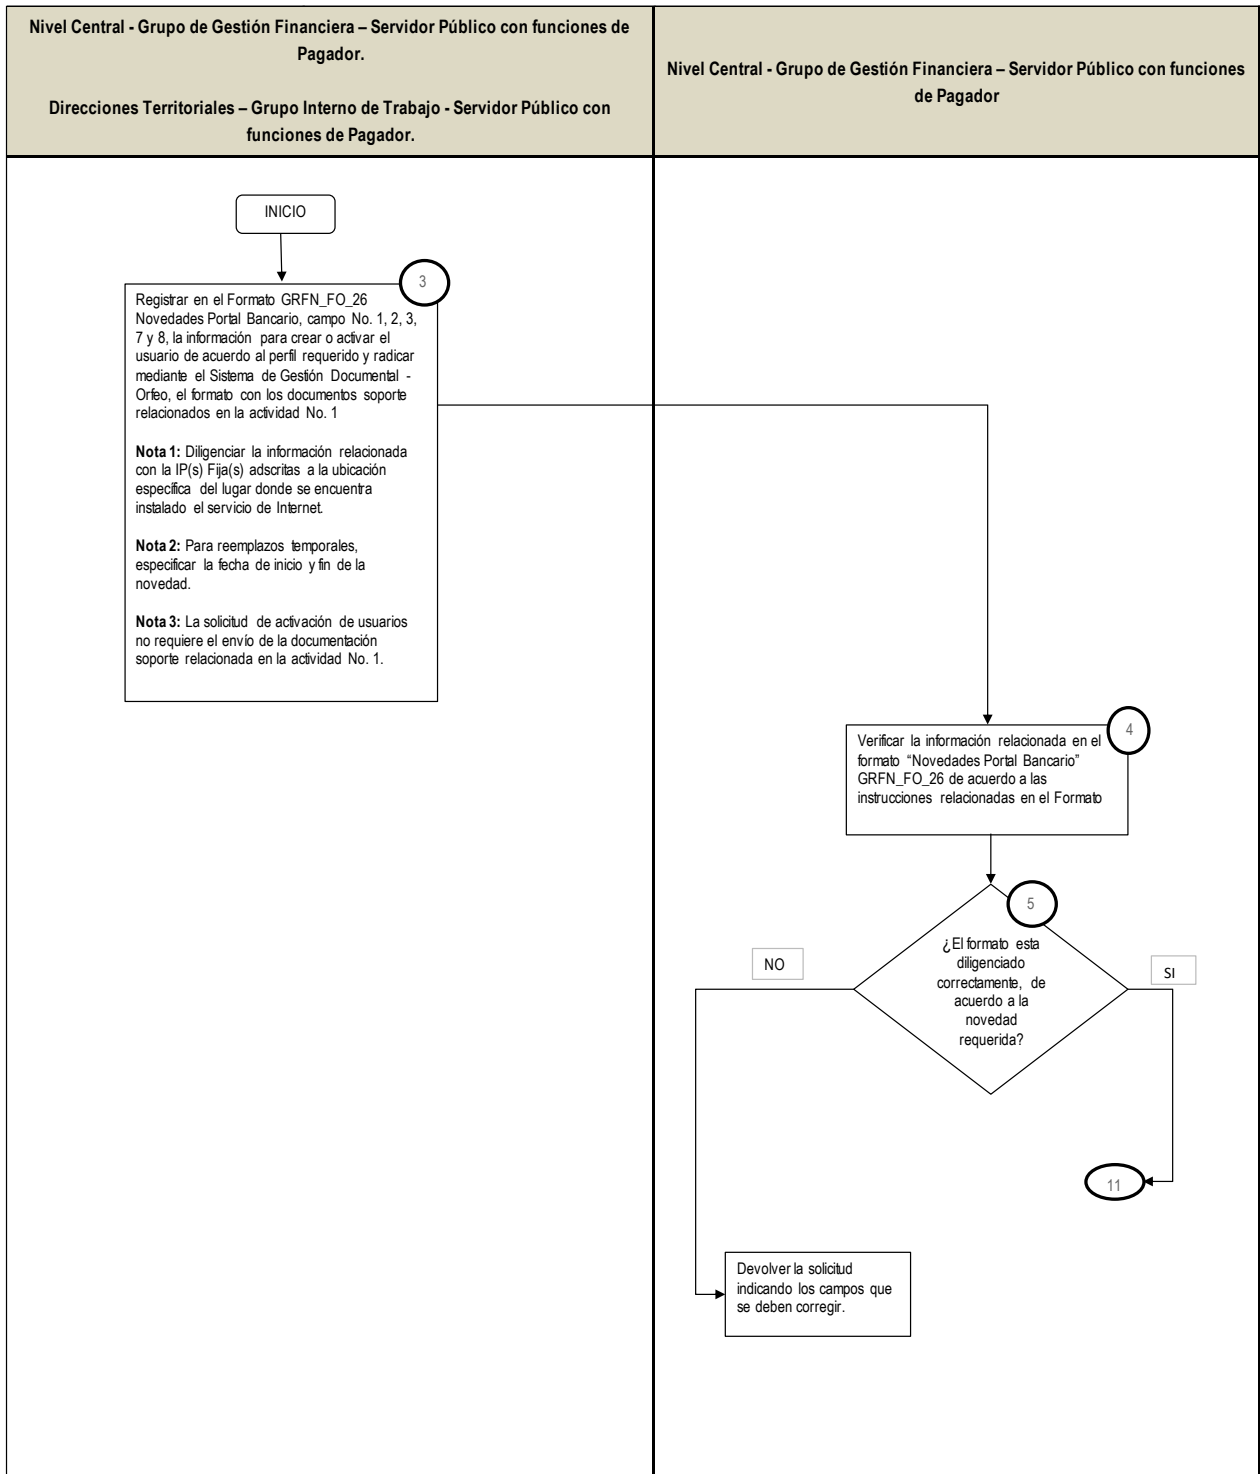 Nivel Central - Grupo de Gestión Financiera – Servidor Público con funciones de
Pagador.
Direcciones Territoriales – Grupo Interno de Trabajo - Servidor Público con
funciones de Pagador.
Nivel Central - Grupo de Gestión Financiera – Servidor Público con funciones
de Pagador
INICIO
3
Registrar en el Formato GRFN_FO_26
Novedades Portal Bancario, campo No. 1, 2, 3,
7 y 8, la información para crear o activar el
usuario de acuerdo al perfil requerido y radicar
mediante el Sistema de Gestión Documental -
Orfeo, el formato con los documentos soporte
relacionados en la actividad No. 1
Nota 1: Diligenciar la información relacionada
con la IP(s) Fija(s) adscritas a la ubicación
específica del lugar donde se encuentra
instalado el servicio de Internet.
Nota 2: Para reemplazos temporales,
especificar la fecha de inicio y fin de la
novedad.
Nota 3: La solicitud de activación de usuarios
no requiere el envío de la documentación
soporte relacionada en la actividad No. 1.
4
Verificar la información relacionada en el
formato “Novedades Portal Bancario”
GRFN_FO_26 de acuerdo a las
instrucciones relacionadas en el Formato
5
¿El formato esta
diligenciado
correctamente, de
acuerdo a la
novedad
requerida?
NO
SI
11
Devolver la solicitud
indicando los campos que
se deben corregir.